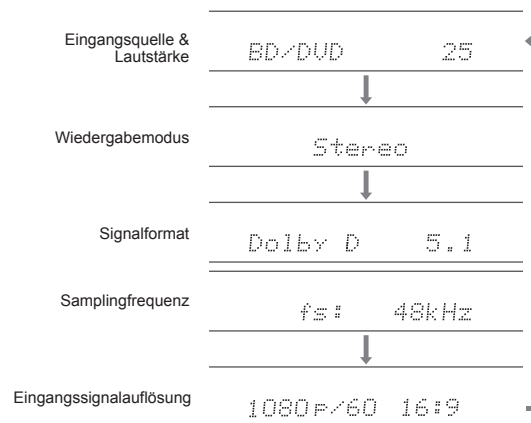 Eingangsquelle &
Lautstärke
BD/DVD 25
Wiedergabemodus
Stereo
Signalformat
Dolby D 5.1
Samplingfrequenz
fs: 48kHz
Eingangssignalauflösung
1080p/60 16:9